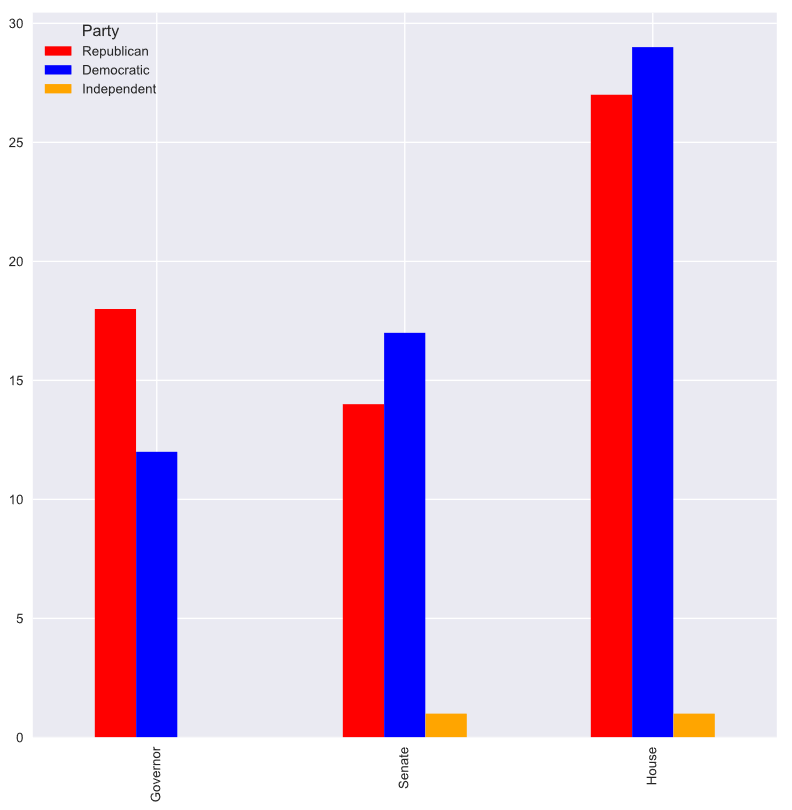 Party
Republican
Democratic
Independent
30
25
20
15
10
5
0
Governor
Senate
House